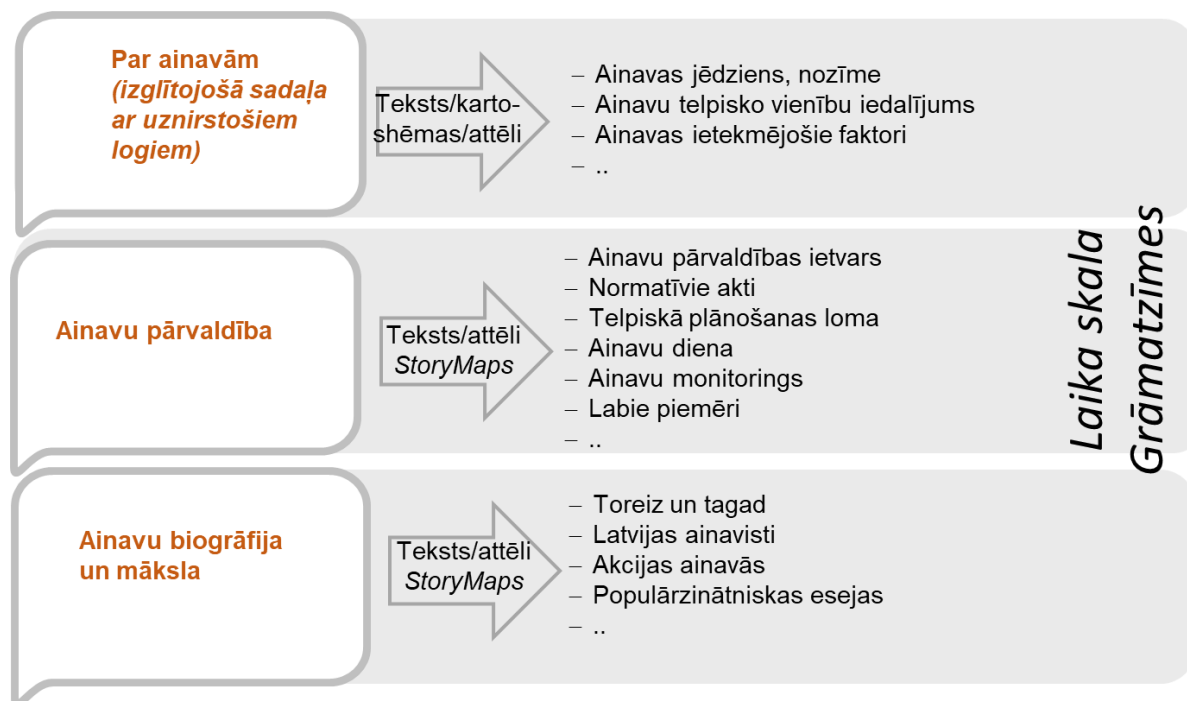 Par ainavām
(izglītojošā sadaļa
ar uznirstošiem
logiem)
Teksts/karto-
shēmas/attēli
– Ainavas jēdziens, nozīme
– Ainavu telpisko vienību iedalījums
– Ainavas ietekmējošie faktori
– ..
Ainavu pārvaldība
Teksts/attēli
StoryMaps
– Ainavu pārvaldības ietvars
– Normatīvie akti
– Telpiskā plānošanas loma
– Ainavu diena
– Ainavu monitorings
– Labie piemēri
– ..
Ainavu biogrāfija
un māksla
Teksts/attēli
StoryMaps
– Toreiz un tagad
– Latvijas ainavisti
– Akcijas ainavās
– Populārzinātniskas esejas
– ..
Laika skala
Grāmatzīmes